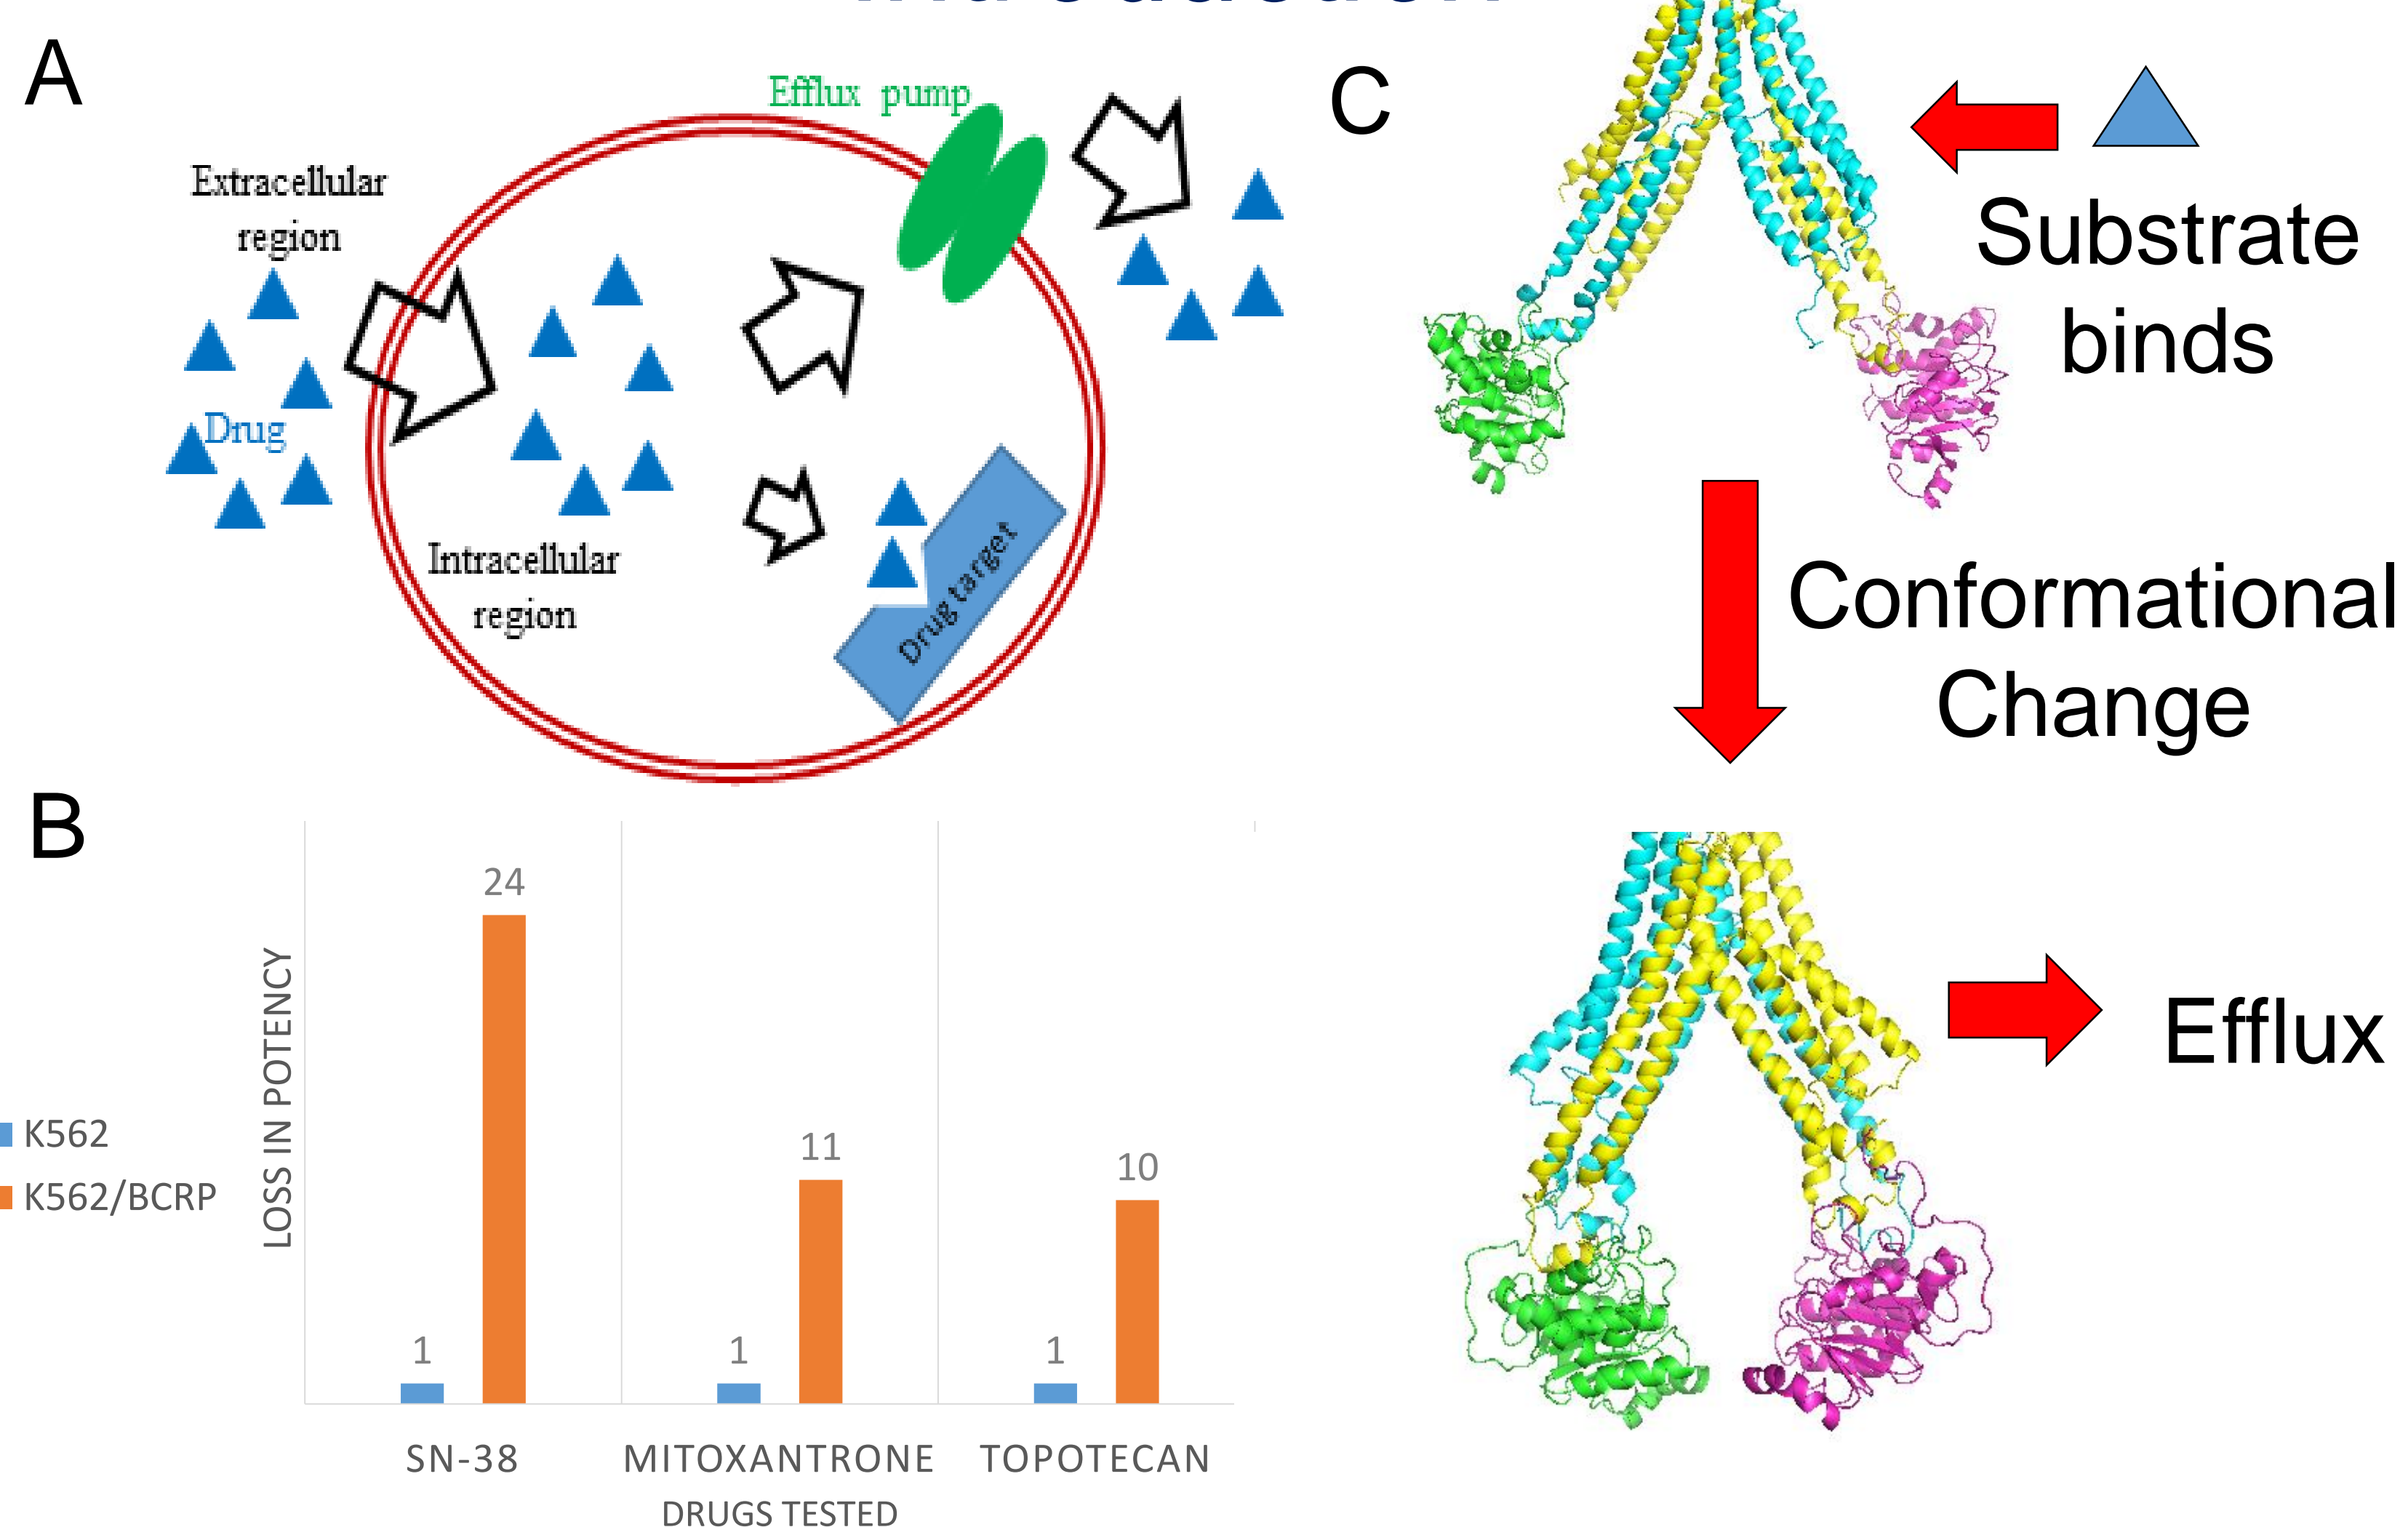 A
Efflux pump
Extracellular
region
Drug
Intracellular
region
Drug target
B
24
11
10
1
1
1
LOSS IN POTENCY
K562
K562/BCRP
SN-38
MITOXANTRONE
TOPOTECAN
DRUGS TESTED
C
Substrate
binds
Conformational
Change
Efflux